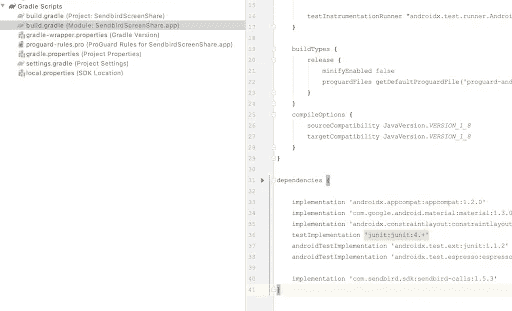 Gradle Scripts
build.gradle (Project: SendbirdScreenShare)
build.gradle (Module: SendbirdScreenShare.app)
gradle-wrapper.properties (Gradle Version)
proguard-rules.pro (ProGuard Rules for SendbirdScreenShare.app)
gradle.properties (Project Properties)
settings.gradle (Project Settings)
local.properties (SDK Location)
15
16 testInstrumentationRunner "androidx.test.runner.Androi
17 }
18
19 buildTypes {
20 release {
21 minifyEnabled false
22 proguardFiles getDefaultProguardFile('proguard-and
23 }
24 }
25 compileOptions {
26 sourceCompatibility JavaVersion.VERSION_1_8
27 targetCompatibility JavaVersion.VERSION_1_8
28 }
29 }
30
31 dependencies {
32
33 implementation 'androidx.appcompat:appcompat:1.2.0'
34 implementation 'com.google.android.material:material:1.3.0
35 implementation 'androidx.constraintlayout:constraintlayout
36 testImplementation 'junit:junit:4.+'
37 androidTestImplementation 'androidx.test.ext:junit:1.1.2'
38 androidTestImplementation 'androidx.test.espresso:espresso
39
40 implementation 'com.sendbird.sdk:sendbird-calls:1.5.3'
41 }